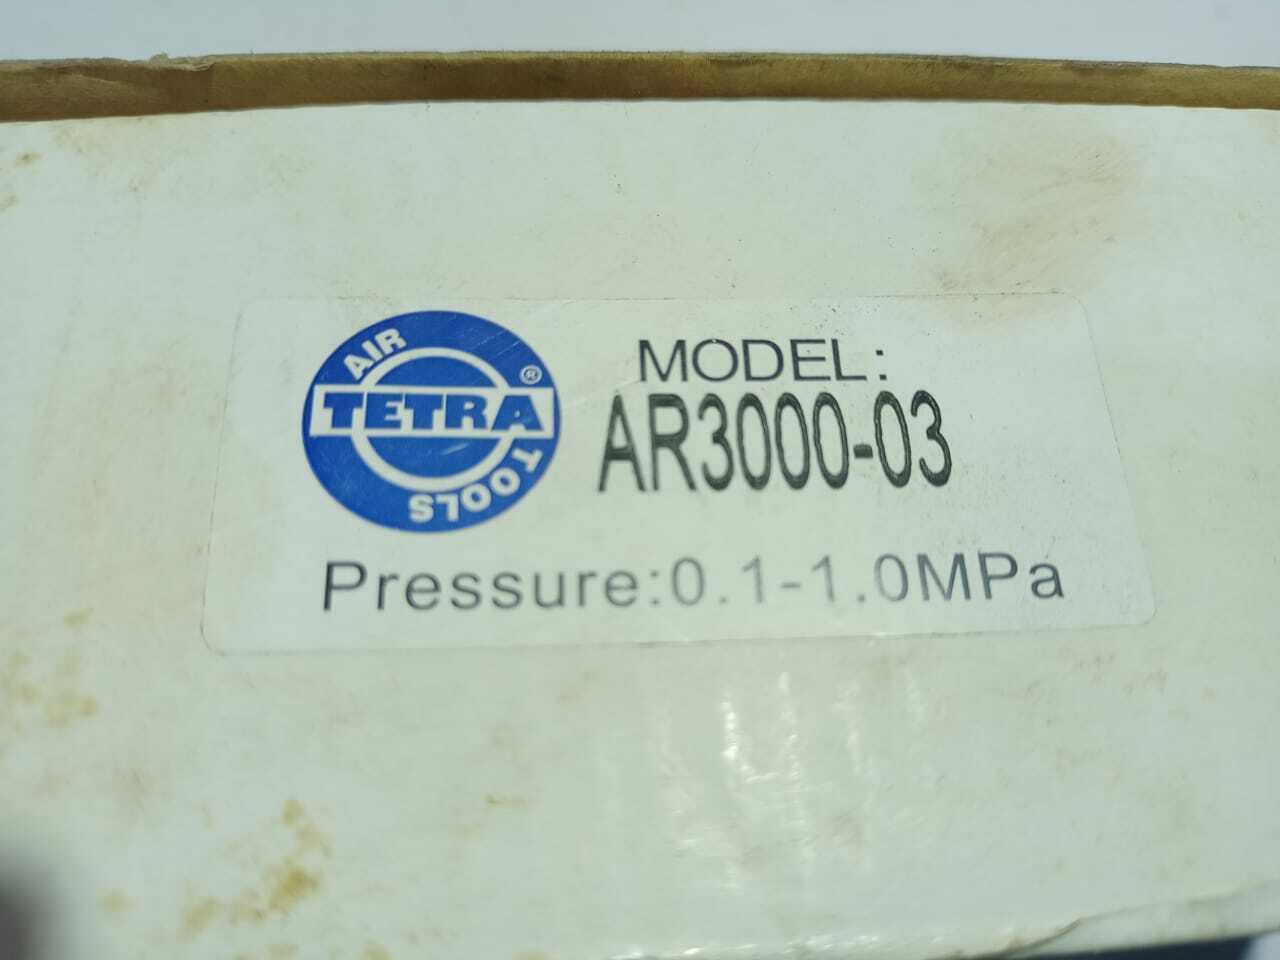 AIR
TETRA
TOOLS
®
MODEL:
AR3000-03
Pressure:0.1-1.0MPa